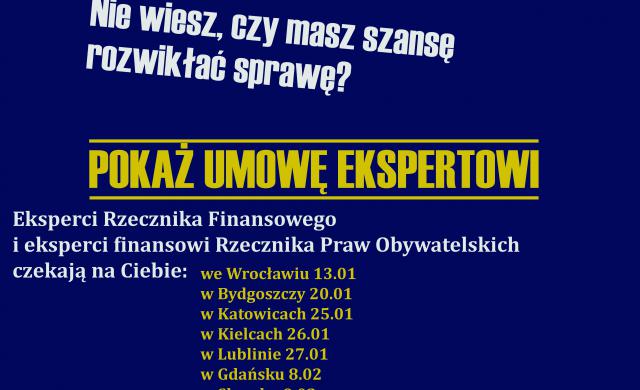 Nie wiesz, czy masz szansę
rozwikłać sprawę?
POKAŻ UMOWĘ EKSPERTOWI
Eksperci Rzecznika Finansowego
i eksperci finansowi Rzecznika Praw Obywatelskich
czekają na Ciebie:
we Wrocławiu 13.01
w Bydgoszczy 20.01
w Katowicach 25.01
w Kielcach 26.01
w Lublinie 27.01
w Gdańsku 8.02